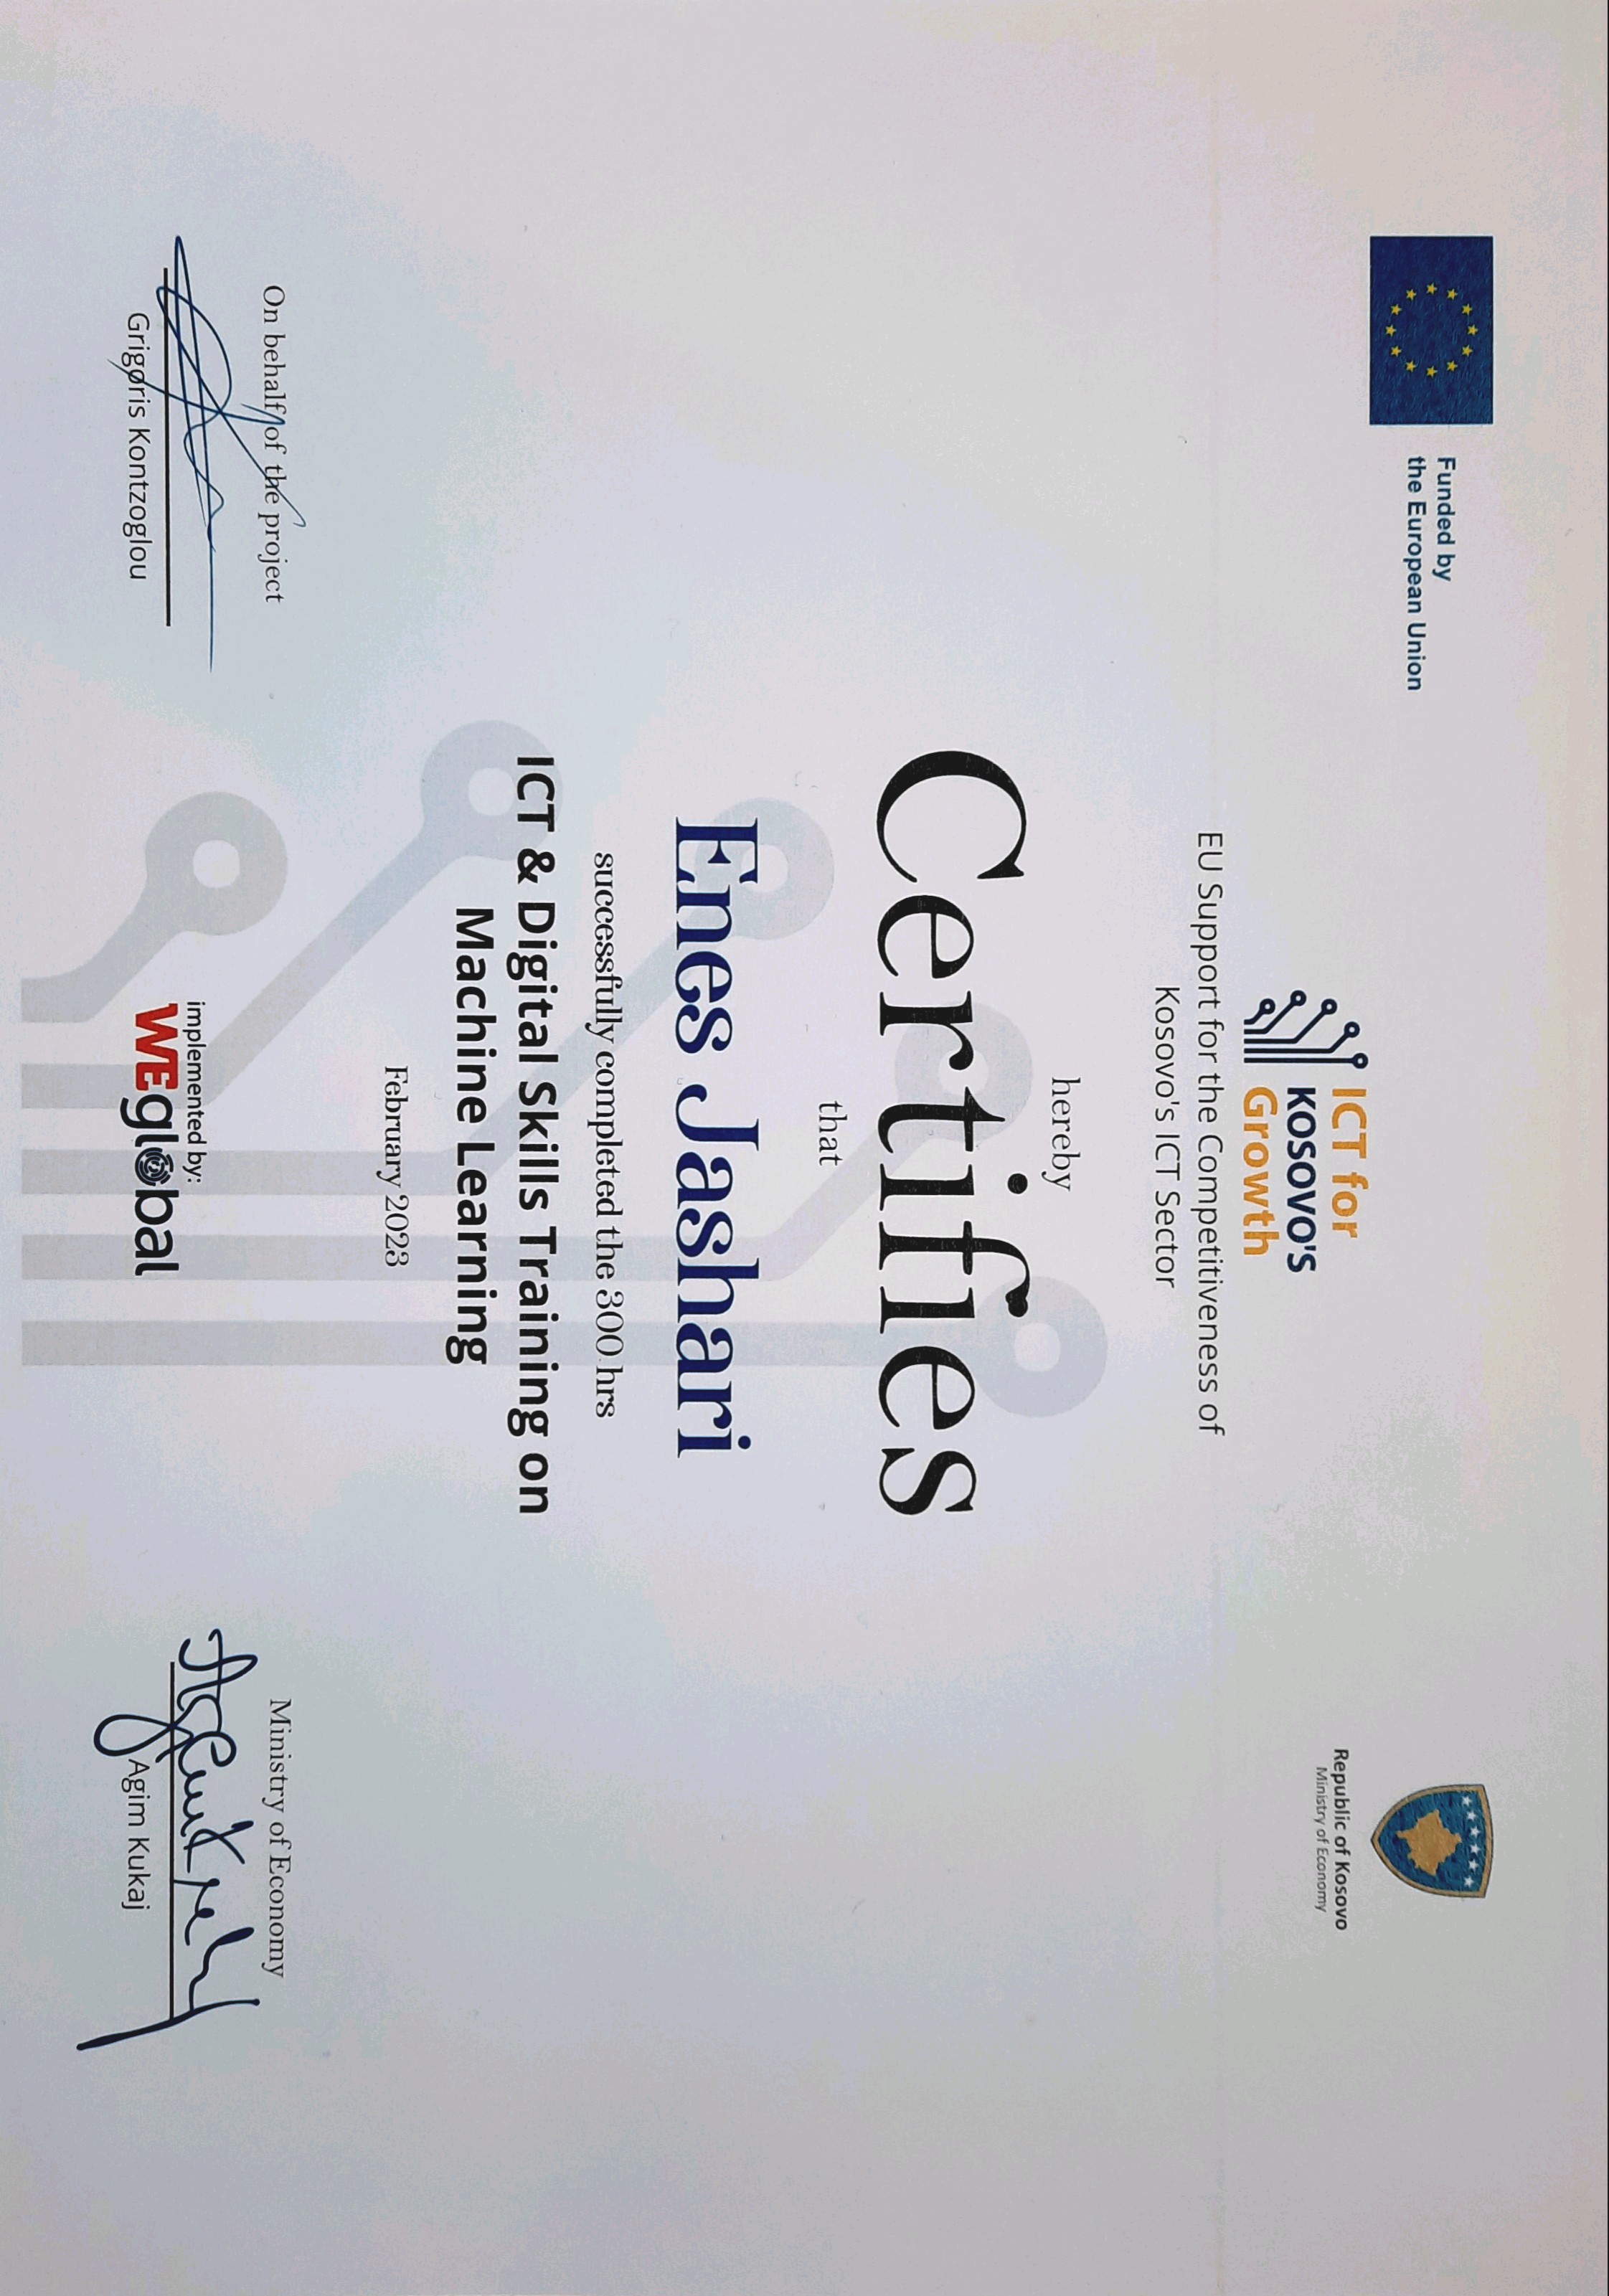 Funded by
the European Union
Republic of Kosovo
Ministry of Economy
ICT for
KOSOVO'S
Growth
EU Support for the Competitiveness of
Kosovo's ICT Sector
hereby
Certifies
that
Enes Jashari
successfully completed the 300 hrs
ICT & Digital Skills Training on
Machine Learning
February 2023
On behalf of the project
Grigoris Kontzoglou
implemented by:
WEglobal
Ministry of Economy
Agim Kukaj
Agim Kukaj